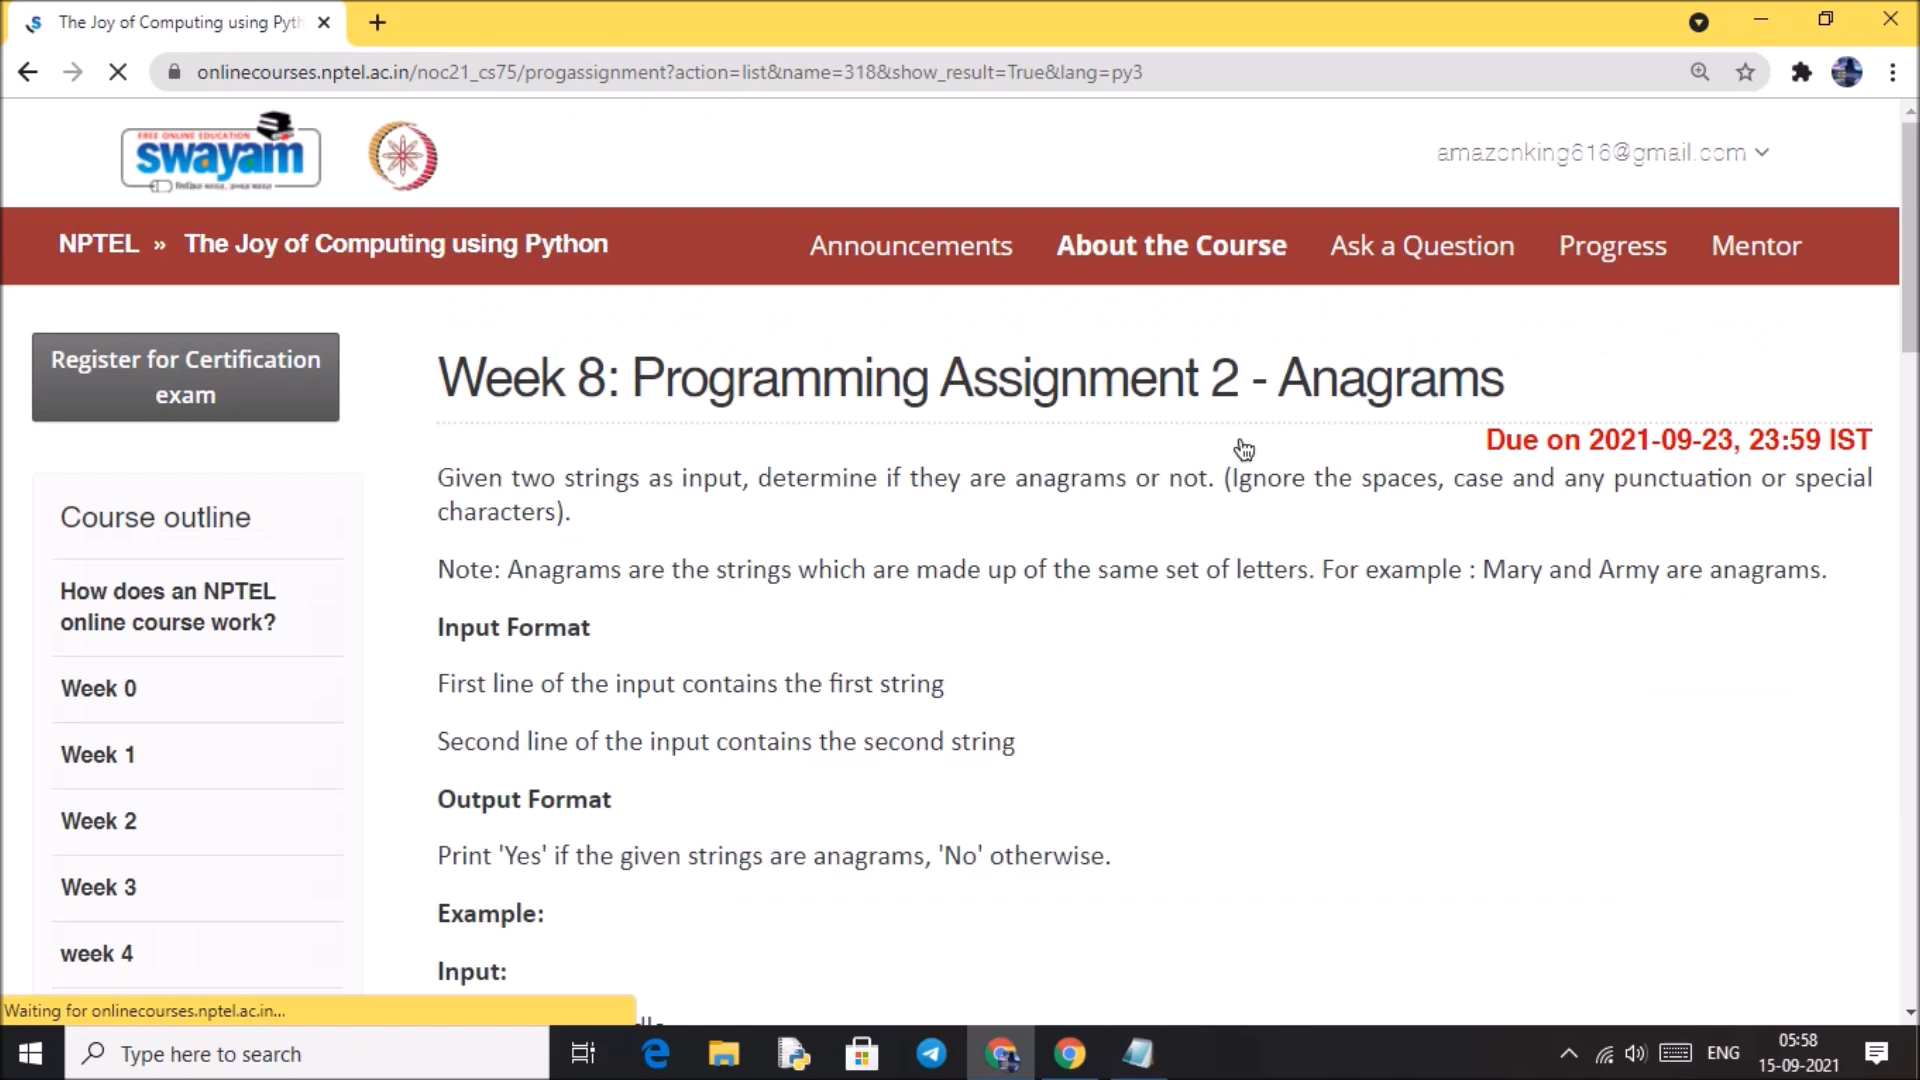 The Joy of Computing using Pyth
onlinecourses.nptel.ac.in/noc21_cs75/progassignment?action=list&name=318&show_result=True&lang=py3
FREE ONLINE EDUCATION
swayam
amazonking616@gmail.com
NPTEL » The Joy of Computing using Python
Announcements
About the Course
Ask a Question
Progress
Mentor
Register for Certification
exam
Course outline
How does an NPTEL
online course work?
Week 0
Week 1
Week 2
Week 3
week 4
Week 8: Programming Assignment 2 - Anagrams
Due on 2021-09-23, 23:59 IST
Given two strings as input, determine if they are anagrams or not. (Ignore the spaces, case and any punctuation or special
characters).
Note: Anagrams are the strings which are made up of the same set of letters. For example : Mary and Army are anagrams.
Input Format
First line of the input contains the first string
Second line of the input contains the second string
Output Format
Print 'Yes' if the given strings are anagrams, 'No' otherwise.
Example:
Input:
Waiting for onlinecourses.nptel.ac.in...
Type here to search
ENG
05:58
15-09-2021